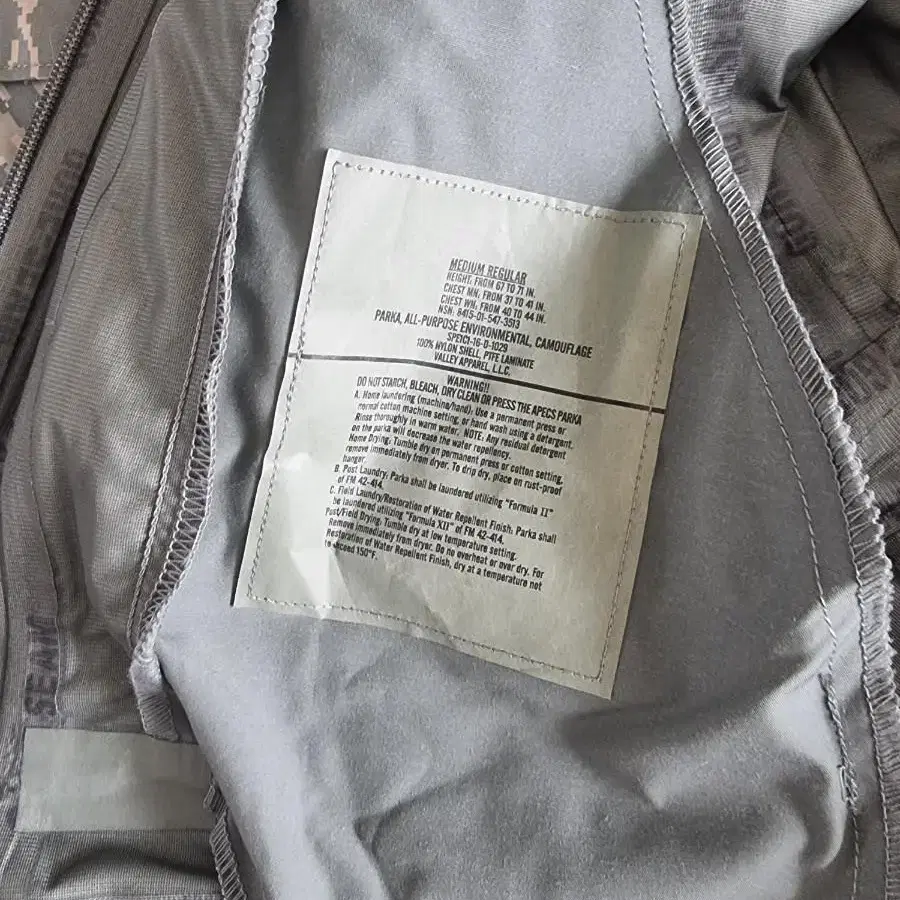 MEDIUM REGULAR
HEIGHT: FROM 67 TO 71 IN.
CHEST MN: FROM 37 TO 41 IN.
CHEST WN: FROM 40 TO 44 IN.
NSN: 8415-01-547-3513
PARKA, ALL-PURPOSE ENVIRONMENTAL, CAMOUFLAGE
SPE1C1-16-D-1029
100% NYLON SHELL, PTFE LAMINATE
VALLEY APPAREL, L.L.C.
WARNING!!
DO NOT STARCH, BLEACH, DRY CLEAN OR PRESS THE APECS PARKA
A. Home laundering (machine/hand): Use a permanent press or
normal cotton machine setting, or hand wash using a detergent.
Rinse thoroughly in warm water. NOTE: Any residual detergent
on the parka will decrease the water repellency.
Home Drying: Tumble dry on permanent press or cotton setting,
remove immediately from dryer. To drip dry, place on rust-proof
hanger.
B. Post Laundry: Parka shall be laundered utilizing "Formula II"
of FM 42-414.
C. Field Laundry/Restoration of Water Repellent Finish: Parka shall
be laundered utilizing "Formula XII" of FM 42-414.
Post/Field Drying: Tumble dry at low temperature setting.
Remove immediately from dryer. Do no overheat or over dry. For
Restoration of Water Repellent Finish, dry at a temperature not
to exceed 150°F.
SEAM